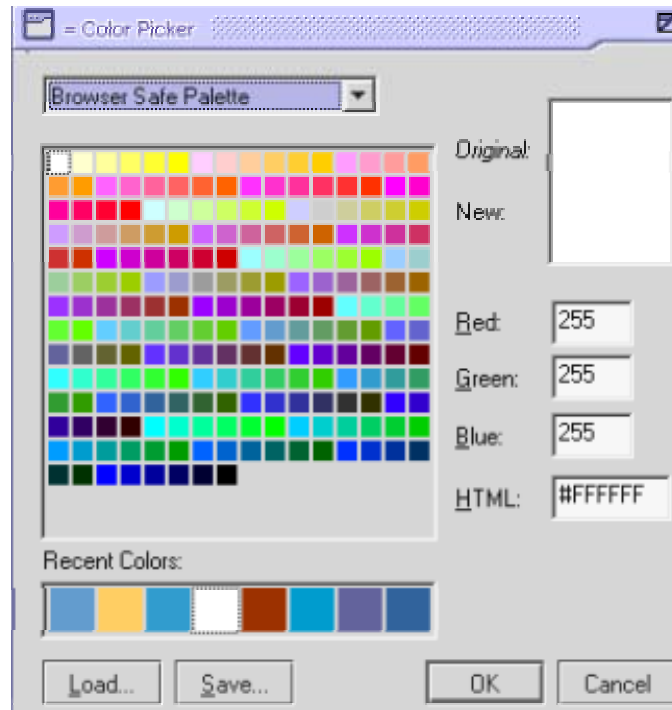 = Color Picker
Browser Safe Palette
Original:
New:
Red: 255
Green: 255
Blue: 255
HTML: #FFFFFF
Recent Colors:
Load... Save... OK Cancel